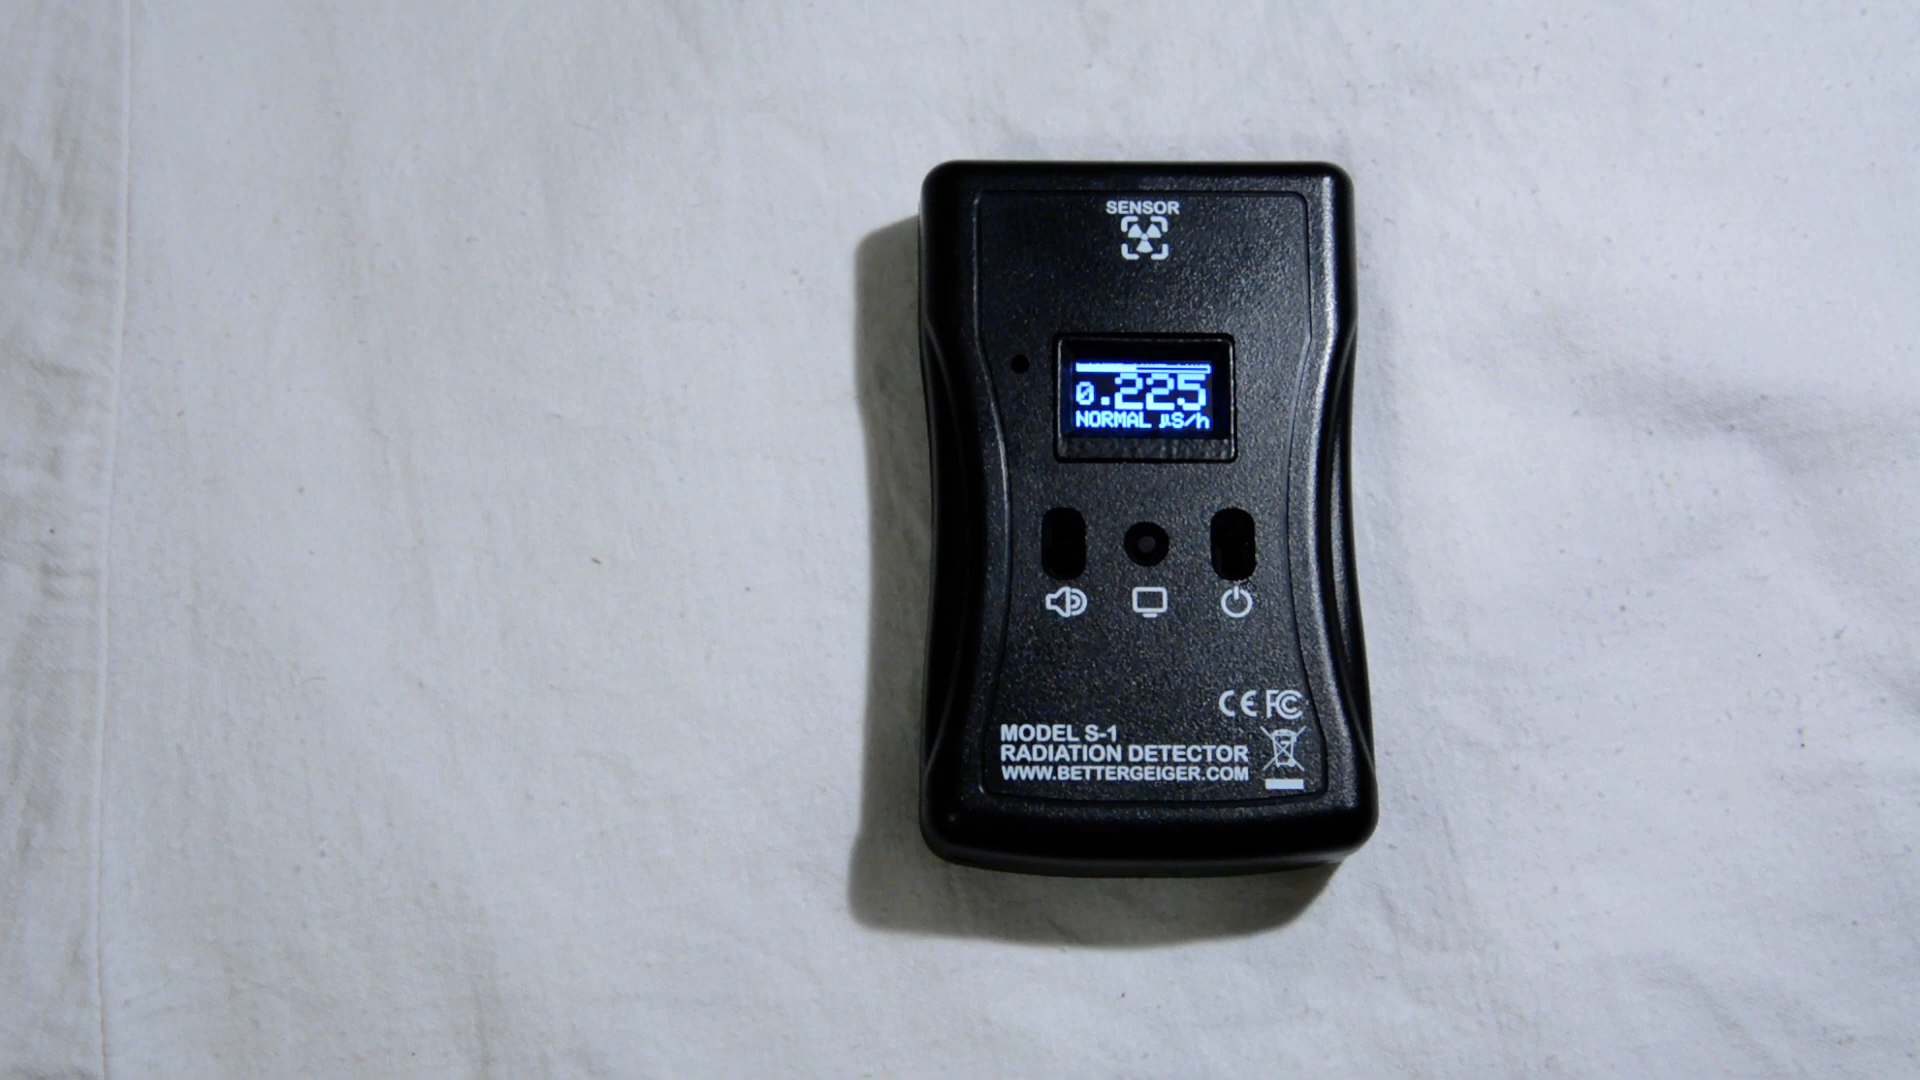 SENSOR
0.225
NORMAL µS/h
CE FC
MODEL S-1
RADIATION DETECTOR
WWW.BETTERGEIGER.COM